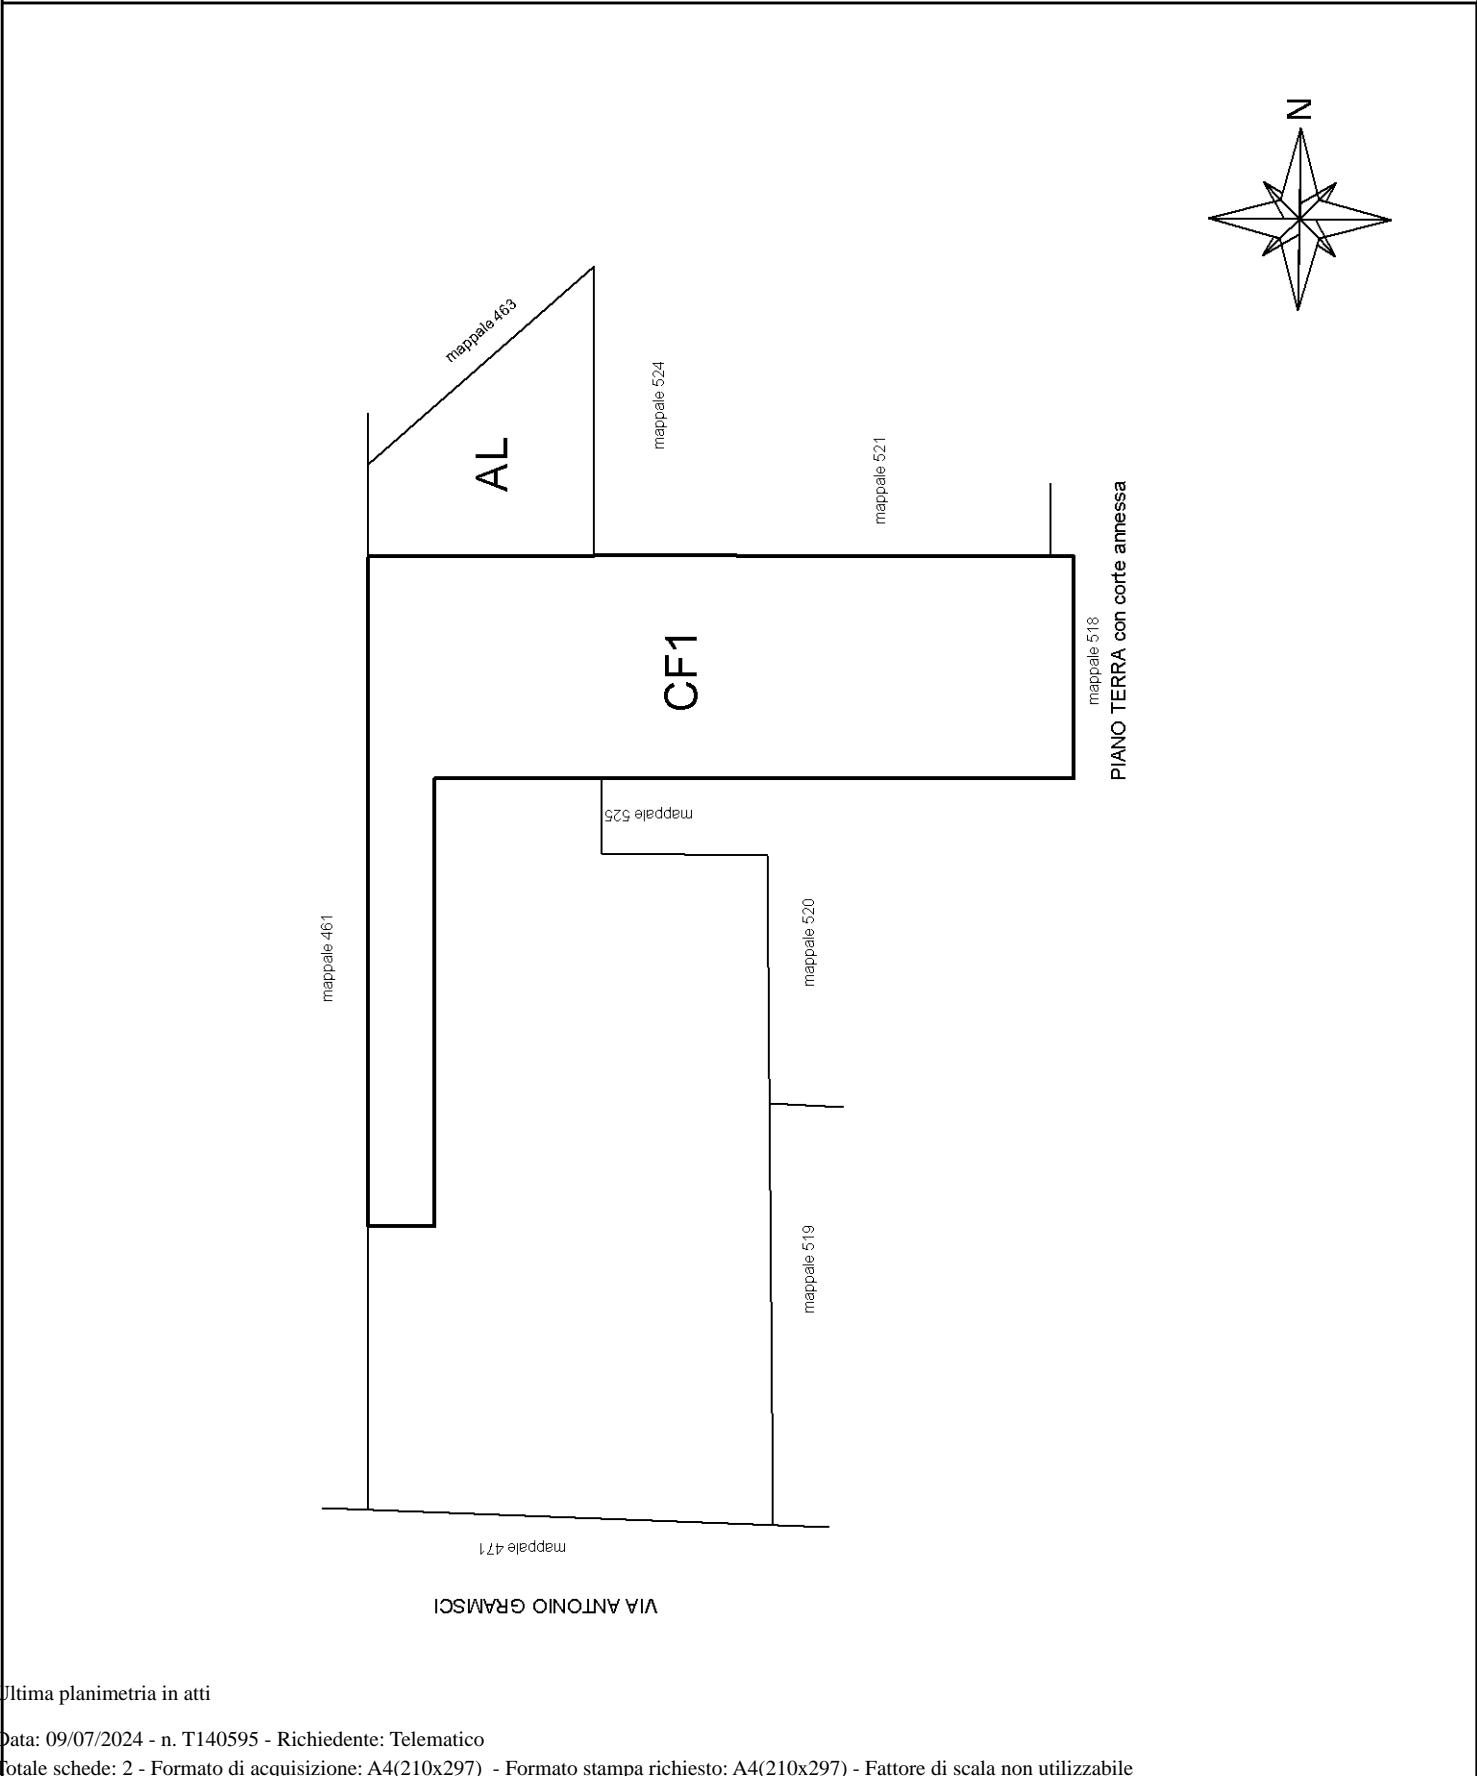 N
mappale 463
mappale 524
AL
mappale 521
CF1
mappale 518
PIANO TERRA con corte annessa
mappale 525
mappale 461
mappale 520
mappale 519
mappale 471
VIA ANTONIO GRAMSCI
Ultima planimetria in atti
Data: 09/07/2024 - n. T140595 - Richiedente: Telematico
Totale schede: 2 - Formato di acquisizione: A4(210x297) - Formato stampa richiesto: A4(210x297) - Fattore di scala non utilizzabile